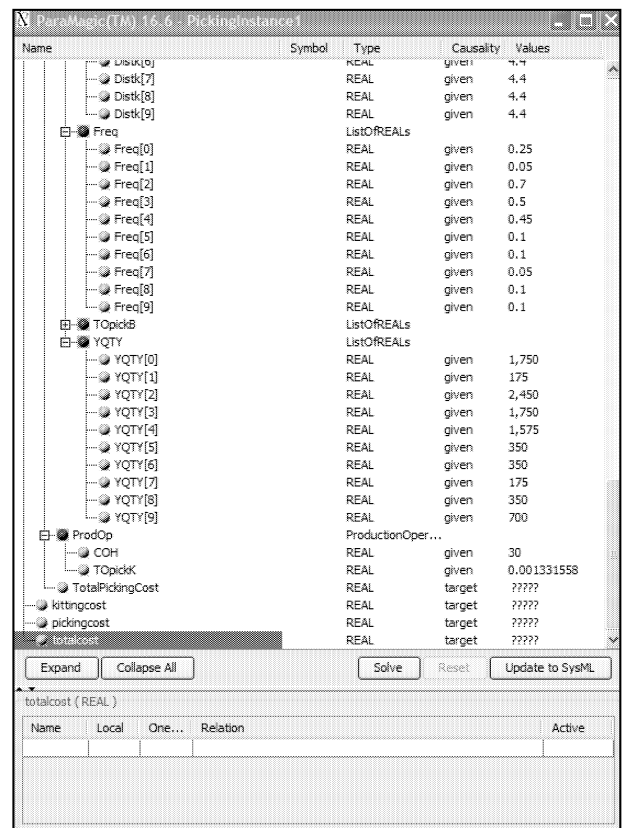 ParaMagic(TM) 16.6 - PickingInstance1
Name Symbol Type Causality Values
Distk[6] REAL given 4.4
Distk[7] REAL given 4.4
Distk[8] REAL given 4.4
Distk[9] REAL given 4.4
Freq ListOfREALs
Freq[0] REAL given 0.25
Freq[1] REAL given 0.05
Freq[2] REAL given 0.7
Freq[3] REAL given 0.5
Freq[4] REAL given 0.45
Freq[5] REAL given 0.1
Freq[6] REAL given 0.1
Freq[7] REAL given 0.05
Freq[8] REAL given 0.1
Freq[9] REAL given 0.1
TOpickB ListOfREALs
YQTY ListOfREALs
YQTY[0] REAL given 1,750
YQTY[1] REAL given 175
YQTY[2] REAL given 2,450
YQTY[3] REAL given 1,750
YQTY[4] REAL given 1,575
YQTY[5] REAL given 350
YQTY[6] REAL given 350
YQTY[7] REAL given 175
YQTY[8] REAL given 350
YQTY[9] REAL given 700
ProdOp ProductionOper...
COH REAL given 30
TOpickK REAL given 0.001331558
TotalPickingCost REAL target ?????
kittingcost REAL target ?????
pickingcost REAL target ?????
totalcost REAL target ?????
Expand Collapse All Solve Reset Update to SysML
totalcost ( REAL )
Name Local One... Relation Active